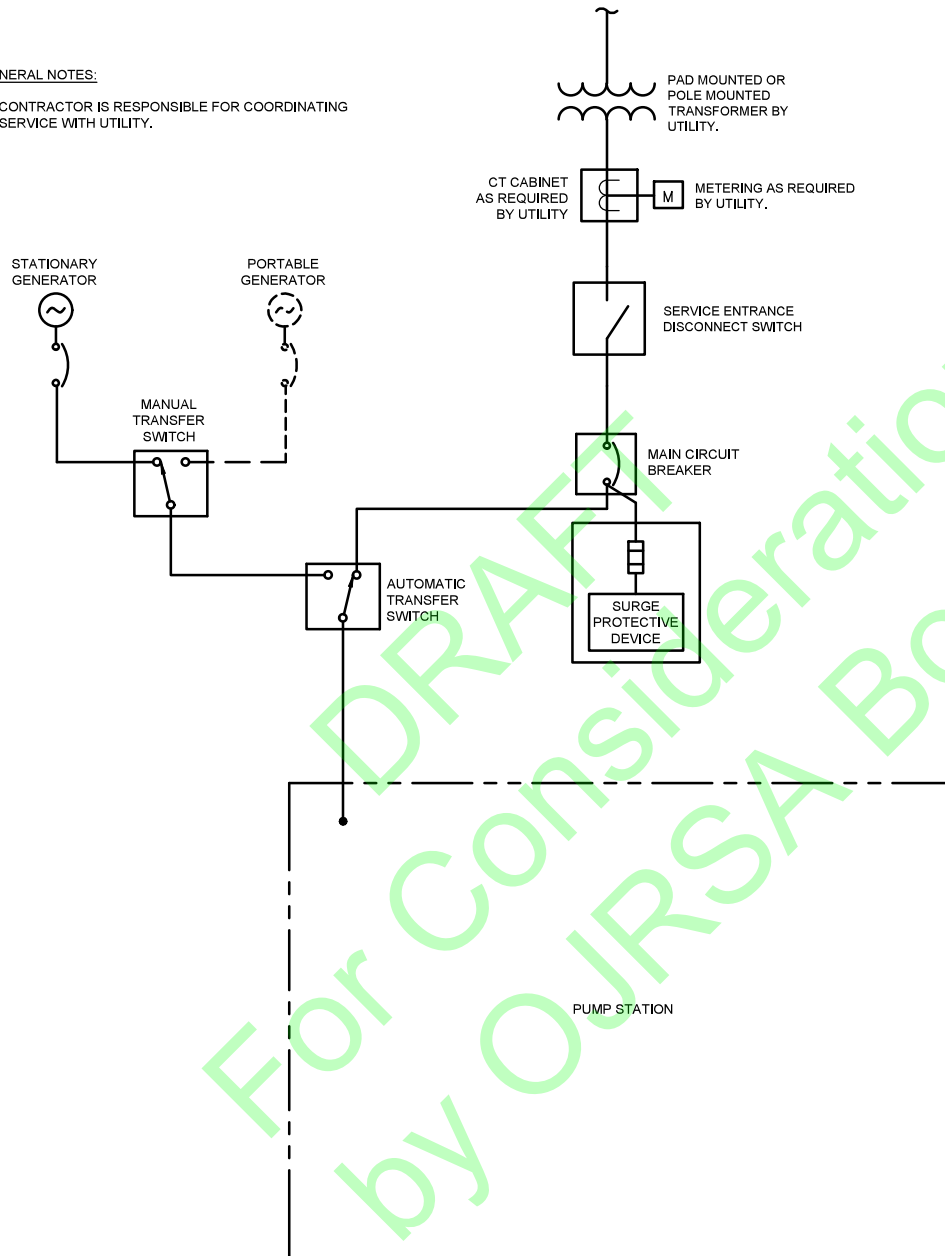 NERAL NOTES:
CONTRACTOR IS RESPONSIBLE FOR COORDINATING
SERVICE WITH UTILITY.
PAD MOUNTED OR
POLE MOUNTED
TRANSFORMER BY
UTILITY.
CT CABINET
AS REQUIRED
BY UTILITY
M
METERING AS REQUIRED
BY UTILITY.
STATIONARY
GENERATOR
PORTABLE
GENERATOR
SERVICE ENTRANCE
DISCONNECT SWITCH
MANUAL
TRANSFER
SWITCH
MAIN CIRCUIT
BREAKER
AUTOMATIC
TRANSFER
SWITCH
SURGE
PROTECTIVE
DEVICE
PUMP STATION
DRAFT
For Consideration
by OJRSA Bo